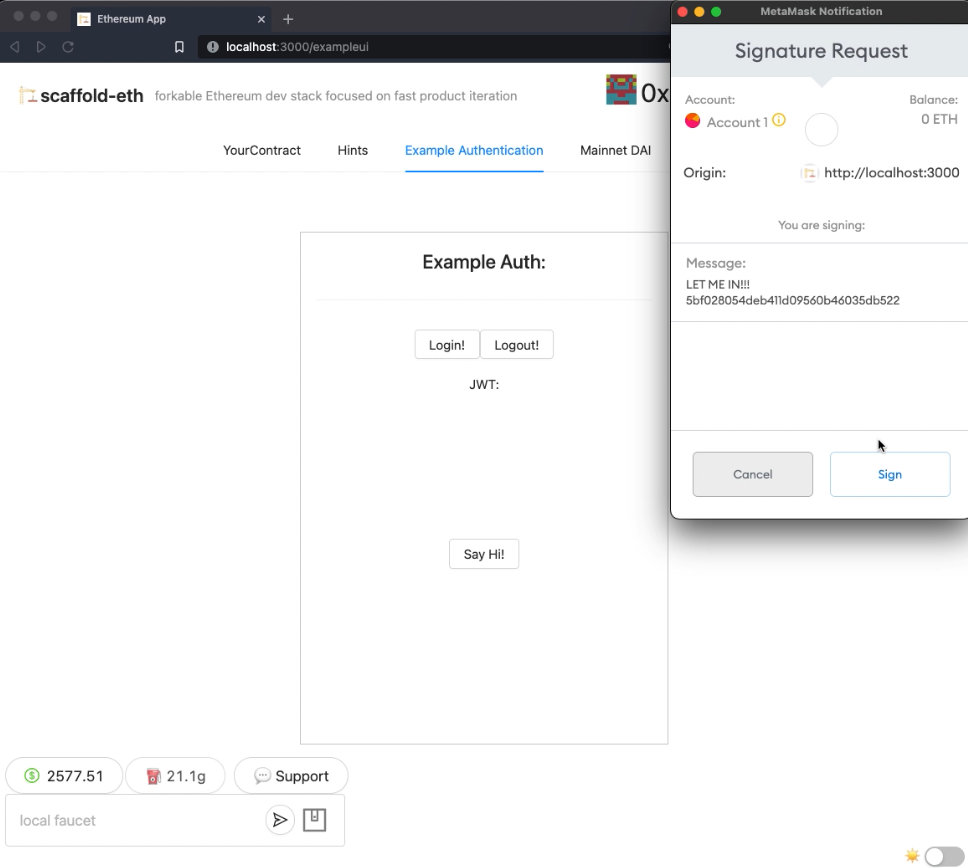 Ethereum App
localhost:3000/exampleui
scaffold-eth forkable Ethereum dev stack focused on fast product iteration
0x
YourContract Hints Example Authentication Mainnet DAI
Example Auth:
Login! Logout!
JWT:
Say Hi!
2577.51 21.1g Support
local faucet
MetaMask Notification
Signature Request
Account: Balance:
Account 1 0 ETH
Origin: http://localhost:3000
You are signing:
Message:
LET ME IN!!!
5bf028054deb411d09560b46035db522
Cancel Sign